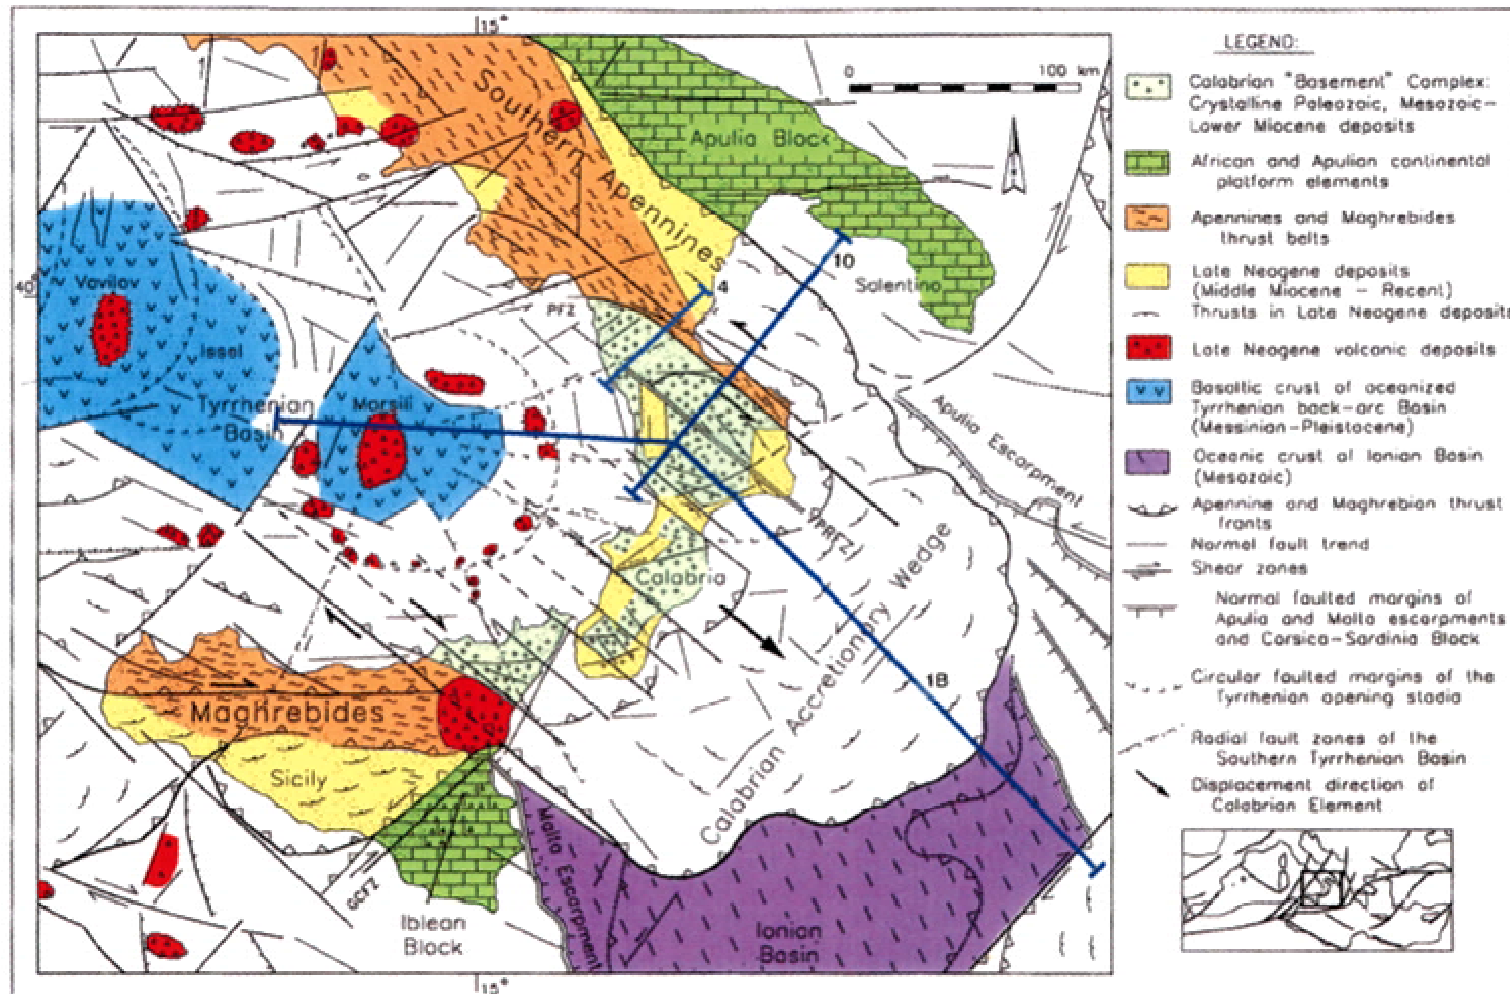 15°
LEGEND:
0 100 km
Calabrian "Basement" Complex:
Crystalline Paleozoic, Mesozoic-
Lower Miocene deposits
Southern Apennines
Apulia Block
African and Apulian continental
platform elements
Apennines and Maghrebides
thrust belts
10
Late Neogene deposits
(Middle Miocene - Recent)
Thrusts in Late Neogene deposits
40°
Vavilov
4
Salentino
PFZ
Issel
Late Neogene volcanic deposits
Tyrrhenian
Basin
Marsili
Basaltic crust of oceanized
Tyrrhenian back-arc Basin
(Messinian-Pleistocene)
Apulia Escarpment
Oceanic crust of Ionian Basin
(Mesozoic)
Apennine and Maghrebian thrust
fronts
Normal fault trend
Shear zones
Calabria
Calabrian Accretionary Wedge
Normal faulted margins of
Apulia and Malta escarpments
and Corsica-Sardinia Block
1B
Circular faulted margins of the
Tyrrhenian opening stadia
Maghrebides
Radial fault zones of the
Southern Tyrrhenian Basin
Sicily
Displacement direction of
Calabrian Element
Malta Escarpment
GCFZ
Iblean
Block
Ionian
Basin
15°